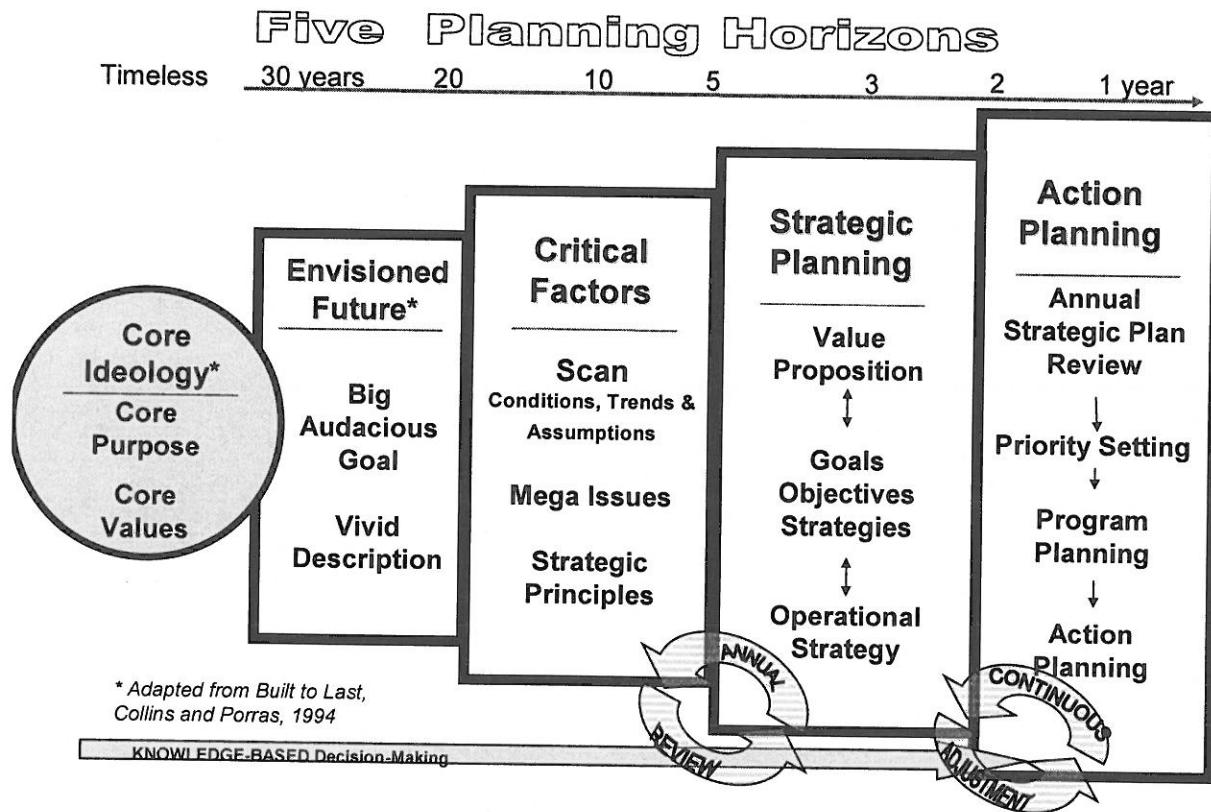 Five Planning Horizons
Timeless 30 years 20 10 5 3 2 1 year
Core
Ideology*
Core
Purpose
Core
Values
Envisioned
Future*
Big
Audacious
Goal
Vivid
Description
Critical
Factors
Scan
Conditions, Trends &
Assumptions
Mega Issues
Strategic
Principles
Strategic
Planning
Value
Proposition
Goals
Objectives
Strategies
Operational
Strategy
Action
Planning
Annual
Strategic Plan
Review
Priority Setting
Program
Planning
Action
Planning
ANNUAL
REVIEW
CONTINUOUS
ADJUSTMENT
* Adapted from Built to Last,
Collins and Porras, 1994
KNOWLEDGE-BASED Decision-Making